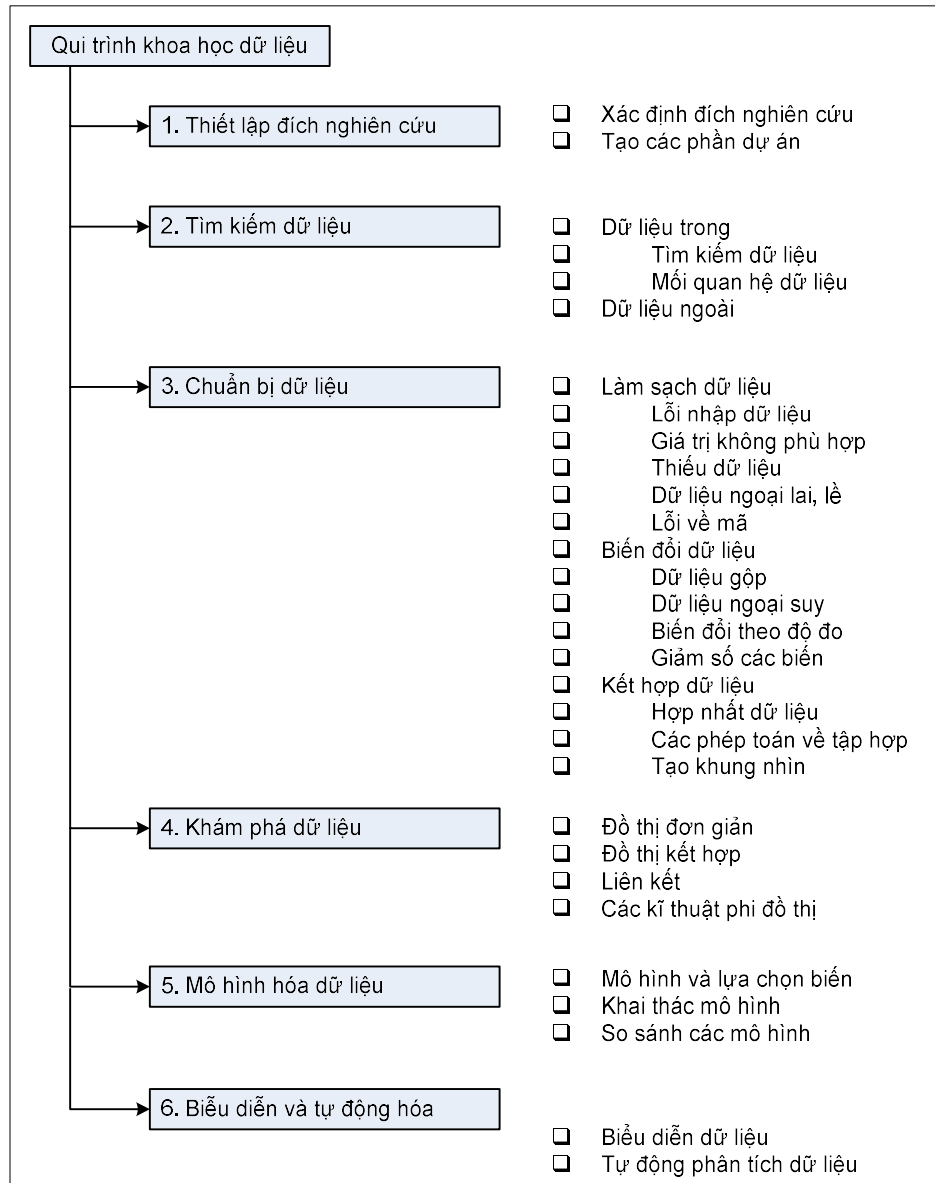 Qui trình khoa học dữ liệu
1. Thiết lập đích nghiên cứu
Xác định đích nghiên cứu
Tạo các phần dự án
2. Tìm kiếm dữ liệu
Dữ liệu trong
Tìm kiếm dữ liệu
Mối quan hệ dữ liệu
Dữ liệu ngoài
3. Chuẩn bị dữ liệu
Làm sạch dữ liệu
Lỗi nhập dữ liệu
Giá trị không phù hợp
Thiếu dữ liệu
Dữ liệu ngoại lai, lề
Lỗi về mã
Biến đổi dữ liệu
Dữ liệu gộp
Dữ liệu ngoại suy
Biến đổi theo độ đo
Giảm số các biến
Kết hợp dữ liệu
Hợp nhất dữ liệu
Các phép toán về tập hợp
Tạo khung nhìn
4. Khám phá dữ liệu
Đồ thị đơn giản
Đồ thị kết hợp
Liên kết
Các kĩ thuật phi đồ thị
5. Mô hình hóa dữ liệu
Mô hình và lựa chọn biến
Khai thác mô hình
So sánh các mô hình
6. Biễu diễn và tự động hóa
Biểu diễn dữ liệu
Tự động phân tích dữ liệu